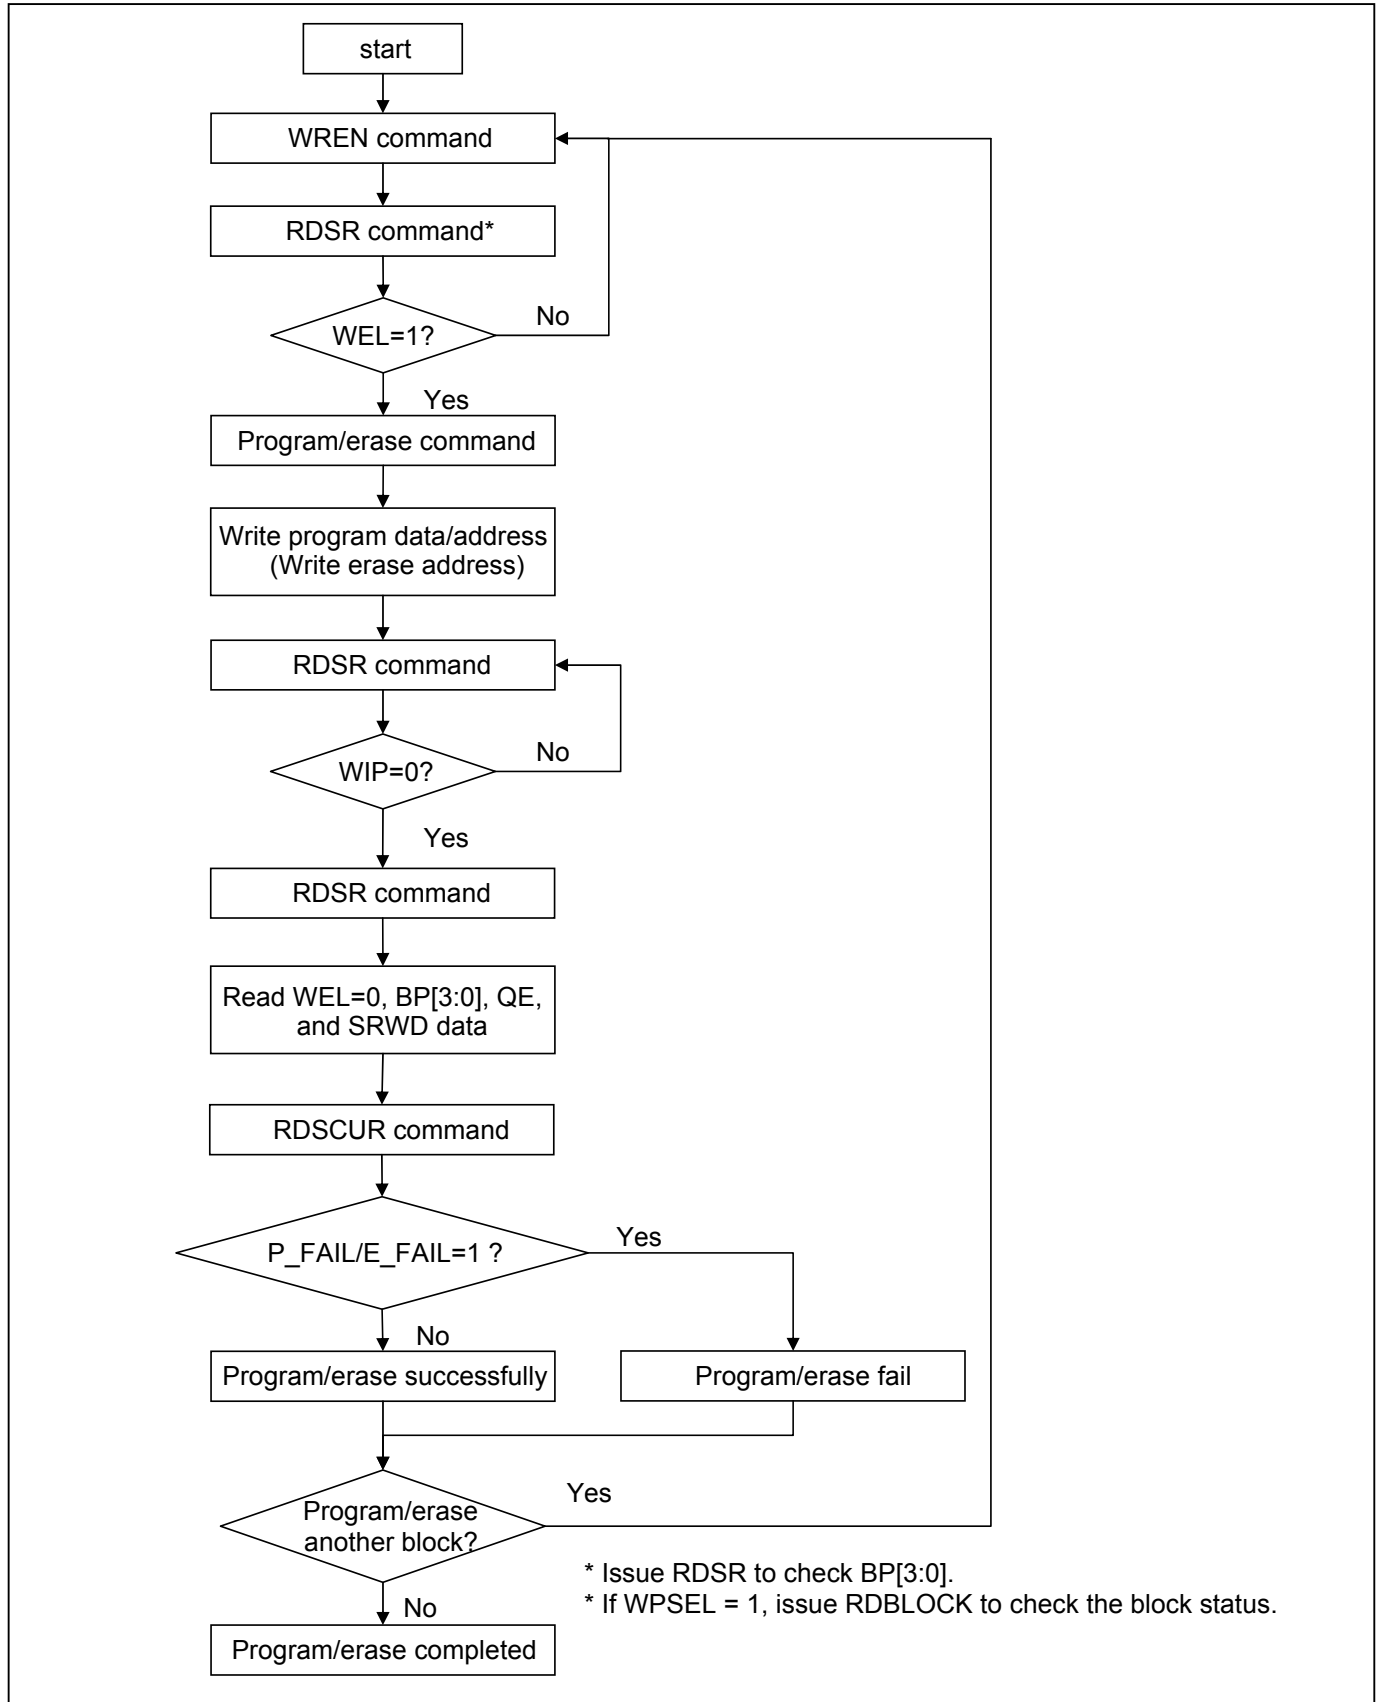 start
WREN command
RDSR command*
WEL=1?
No
Yes
Program/erase command
Write program data/address
(Write erase address)
RDSR command
WIP=0?
No
Yes
RDSR command
Read WEL=0, BP[3:0], QE,
and SRWD data
RDSCUR command
P_FAIL/E_FAIL=1 ?
Yes
No
Program/erase successfully
Program/erase fail
Program/erase
another block?
Yes
* Issue RDSR to check BP[3:0].
* If WPSEL = 1, issue RDBLOCK to check the block status.
No
Program/erase completed